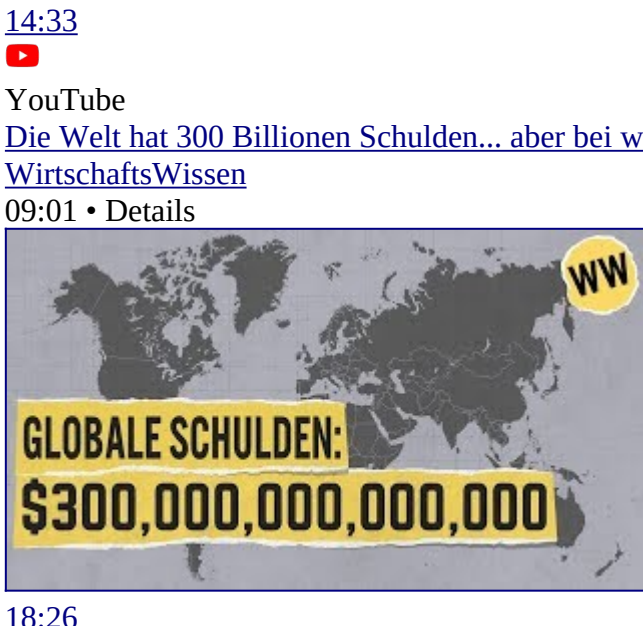 14:33
YouTube
Die Welt hat 300 Billionen Schulden... aber bei w
WirtschaftsWissen
09:01 • Details
WW
GLOBALE SCHULDEN:
$300,000,000,000,000
18:26